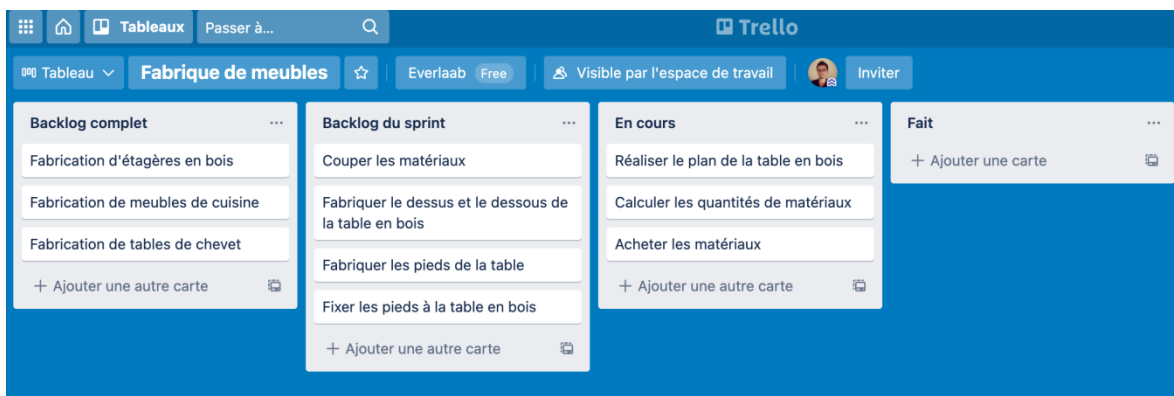 Tableaux
Passer à...
Trello
Tableau
Fabrique de meubles
Everlaab Free
Visible par l'espace de travail
Inviter
Backlog complet
Fabrication d'étagères en bois
Fabrication de meubles de cuisine
Fabrication de tables de chevet
+ Ajouter une autre carte
Backlog du sprint
Couper les matériaux
Fabriquer le dessus et le dessous de
la table en bois
Fabriquer les pieds de la table
Fixer les pieds à la table en bois
+ Ajouter une autre carte
En cours
Réaliser le plan de la table en bois
Calculer les quantités de matériaux
Acheter les matériaux
+ Ajouter une autre carte
Fait
+ Ajouter une carte